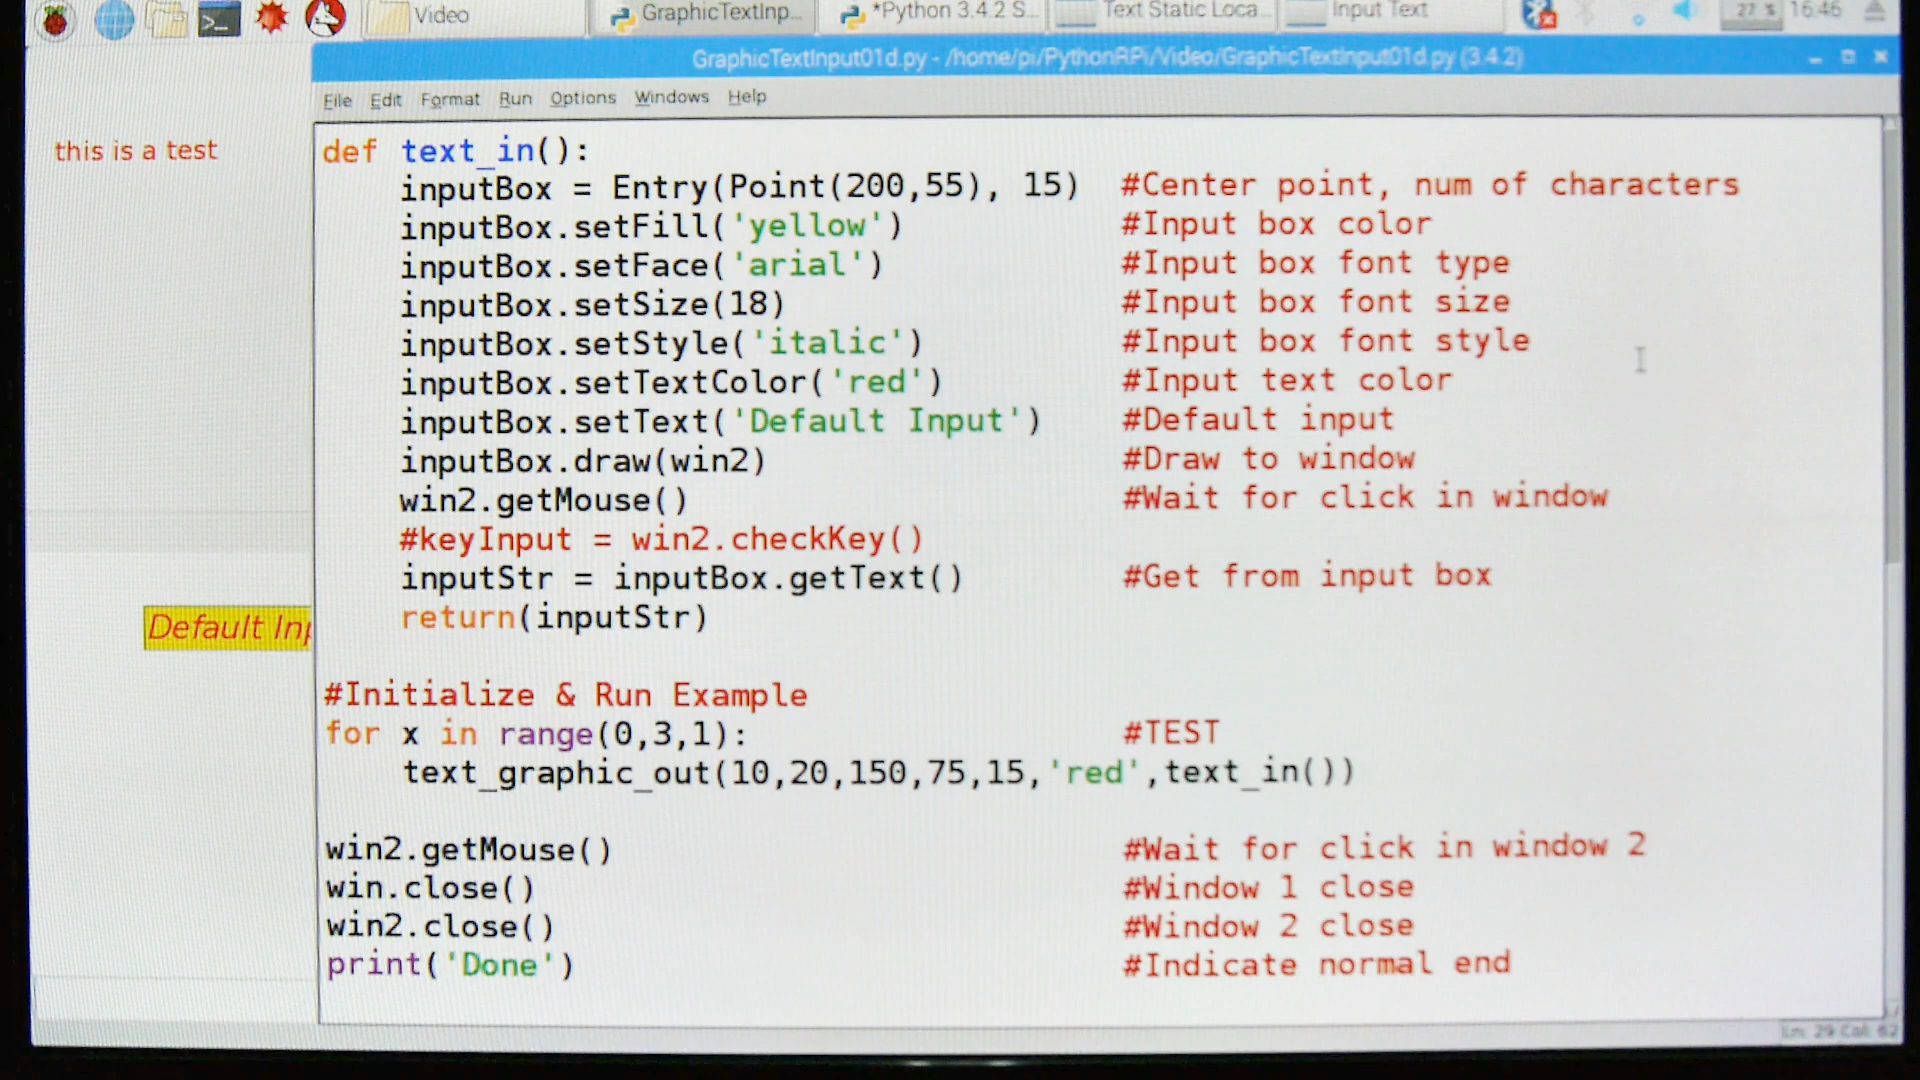 Video
GraphicTextInp...
*Python 3.4.2 S...
Text Static Loca...
Input Text
27 %
16:46
GraphicTextInput01d.py - /home/pi/PythonRPi/Video/GraphicTextInput01d.py (3.4.2)
File Edit Format Run Options Windows Help
this is a test
def text_in():
    inputBox = Entry(Point(200,55), 15)  #Center point, num of characters
    inputBox.setFill('yellow')           #Input box color
    inputBox.setFace('arial')            #Input box font type
    inputBox.setSize(18)                 #Input box font size
    inputBox.setStyle('italic')          #Input box font style
    inputBox.setTextColor('red')         #Input text color
    inputBox.setText('Default Input')    #Default input
    inputBox.draw(win2)                  #Draw to window
    win2.getMouse()                      #Wait for click in window
    #keyInput = win2.checkKey()
    inputStr = inputBox.getText()        #Get from input box
    return(inputStr)
Default Inp
#Initialize & Run Example
for x in range(0,3,1):                   #TEST
    text_graphic_out(10,20,150,75,15,'red',text_in())
win2.getMouse()                          #Wait for click in window 2
win.close()                              #Window 1 close
win2.close()                             #Window 2 close
print('Done')                            #Indicate normal end
Ln: 29 Col: 62